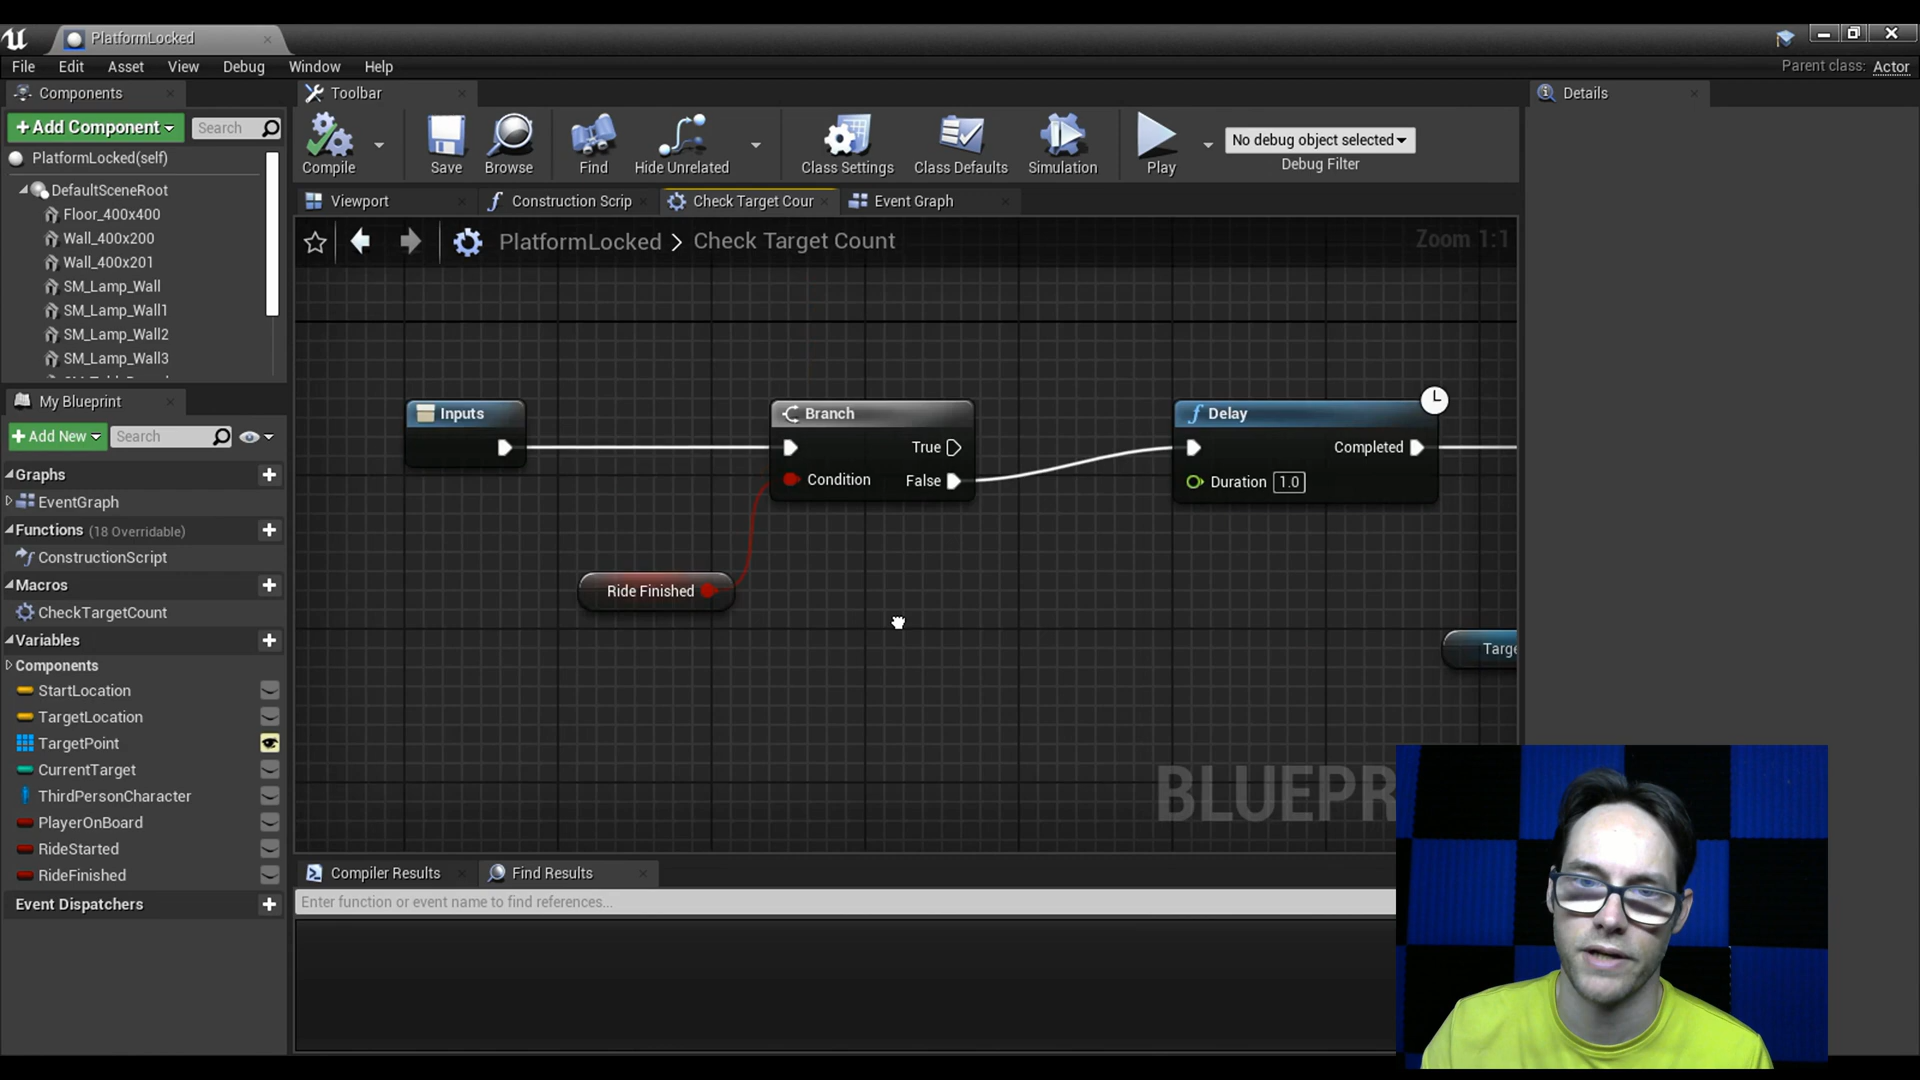 PlatformLocked
File Edit Asset View Debug Window Help
Parent class: Actor
Components
Toolbar
Details
+Add Component
Search
PlatformLocked(self)
DefaultSceneRoot
Floor_400x400
Wall_400x200
Wall_400x201
SM_Lamp_Wall
SM_Lamp_Wall1
SM_Lamp_Wall2
SM_Lamp_Wall3
Compile
Save
Browse
Find
Hide Unrelated
Class Settings
Class Defaults
Simulation
Play
No debug object selected
Debug Filter
Viewport
Construction Scrip
Check Target Cour
Event Graph
PlatformLocked > Check Target Count
Zoom 1:1
My Blueprint
+Add New
Search
Graphs
EventGraph
Functions (18 Overridable)
ConstructionScript
Macros
CheckTargetCount
Variables
Components
StartLocation
TargetLocation
TargetPoint
CurrentTarget
ThirdPersonCharacter
PlayerOnBoard
RideStarted
RideFinished
Event Dispatchers
Inputs
Branch
True
Condition
False
Delay
Completed
Duration 1.0
Ride Finished
Targe
BLUEPR
Compiler Results
Find Results
Enter function or event name to find references...